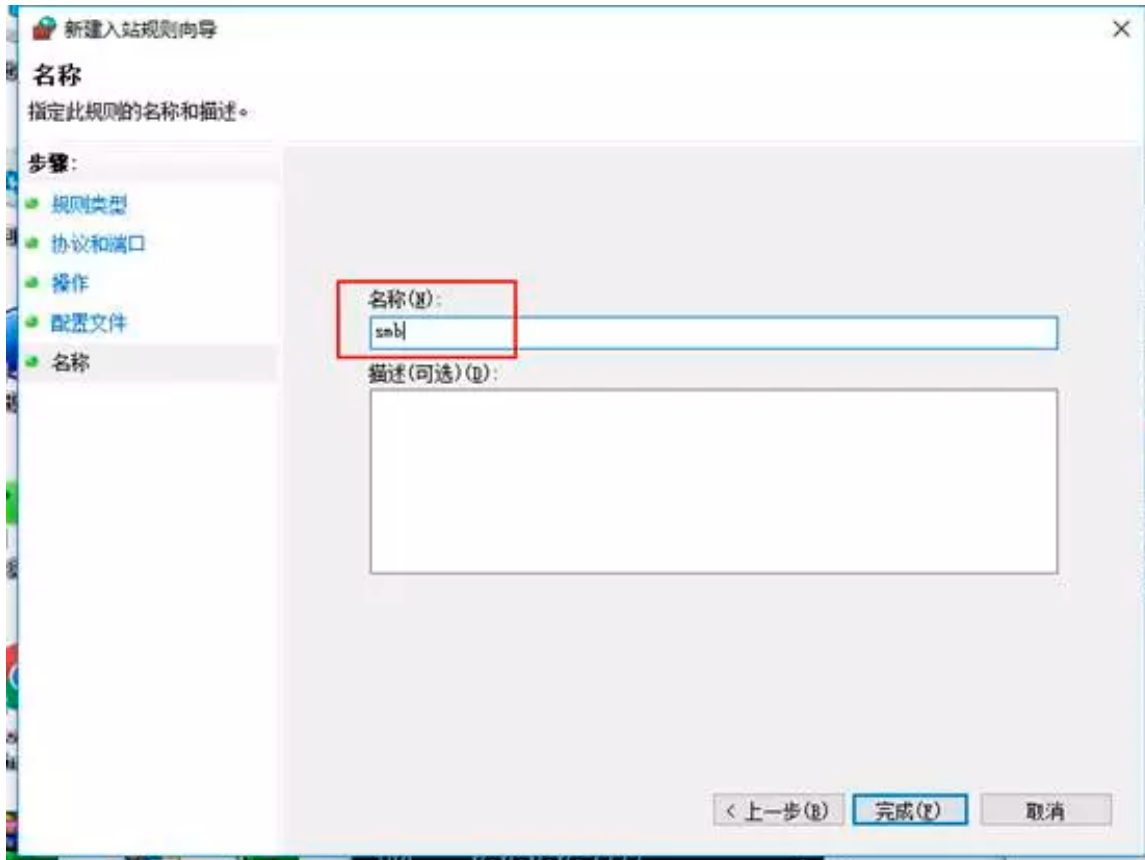 新建入站规则向导
名称
指定此规则的名称和描述。
步骤:
规则类型
协议和端口
操作
配置文件
名称
名称(N):
smb
描述(可选)(D):
< 上一步(B)
完成(F)
取消